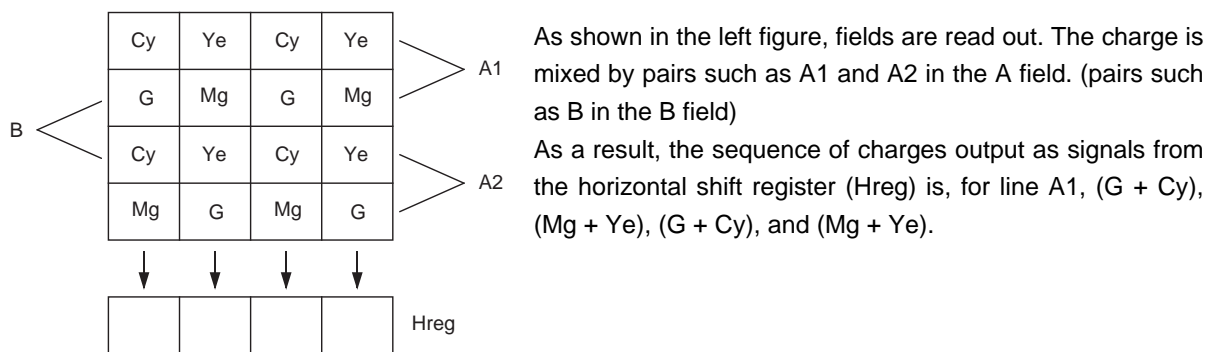 Cy Ye Cy Ye
A1
G Mg G Mg
B
Cy Ye Cy Ye
A2
Mg G Mg G
Hreg
As shown in the left figure, fields are read out. The charge is
mixed by pairs such as A1 and A2 in the A field. (pairs such
as B in the B field)
As a result, the sequence of charges output as signals from
the horizontal shift register (Hreg) is, for line A1, (G + Cy),
(Mg + Ye), (G + Cy), and (Mg + Ye).